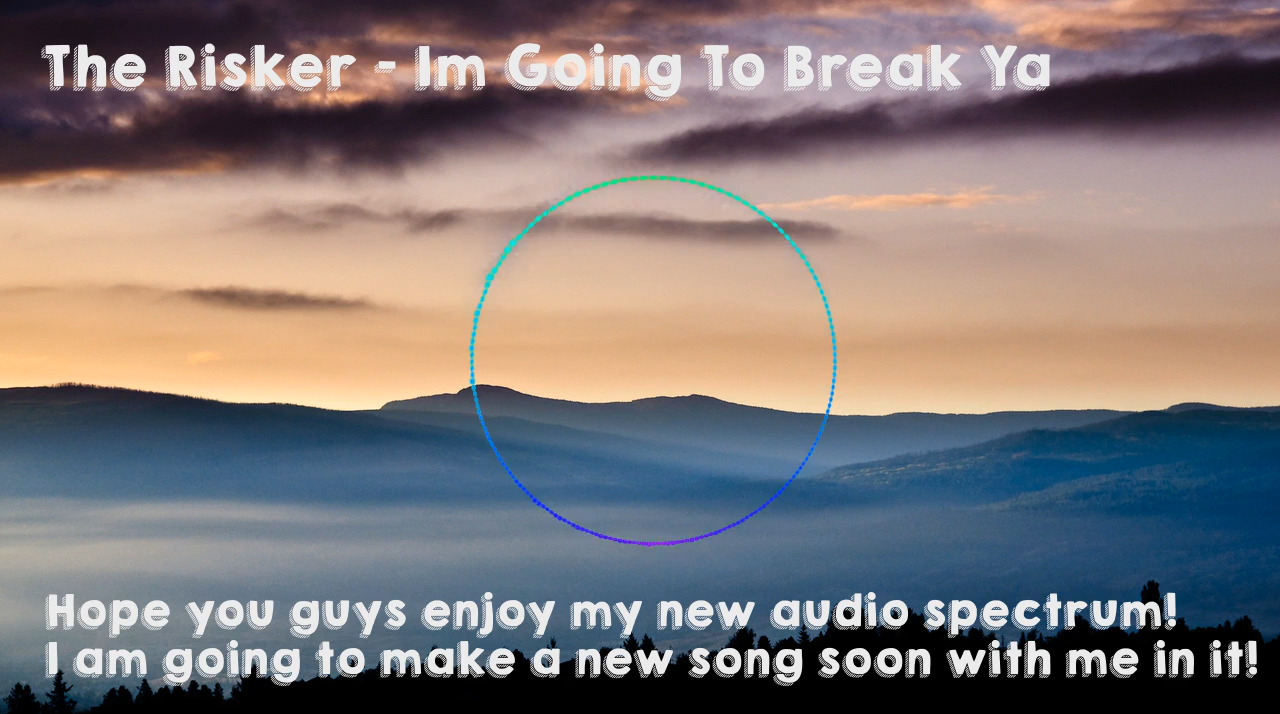 The Risker - Im Going To Break Ya
Hope you guys enjoy my new audio spectrum!
I am going to make a new song soon with me in it!